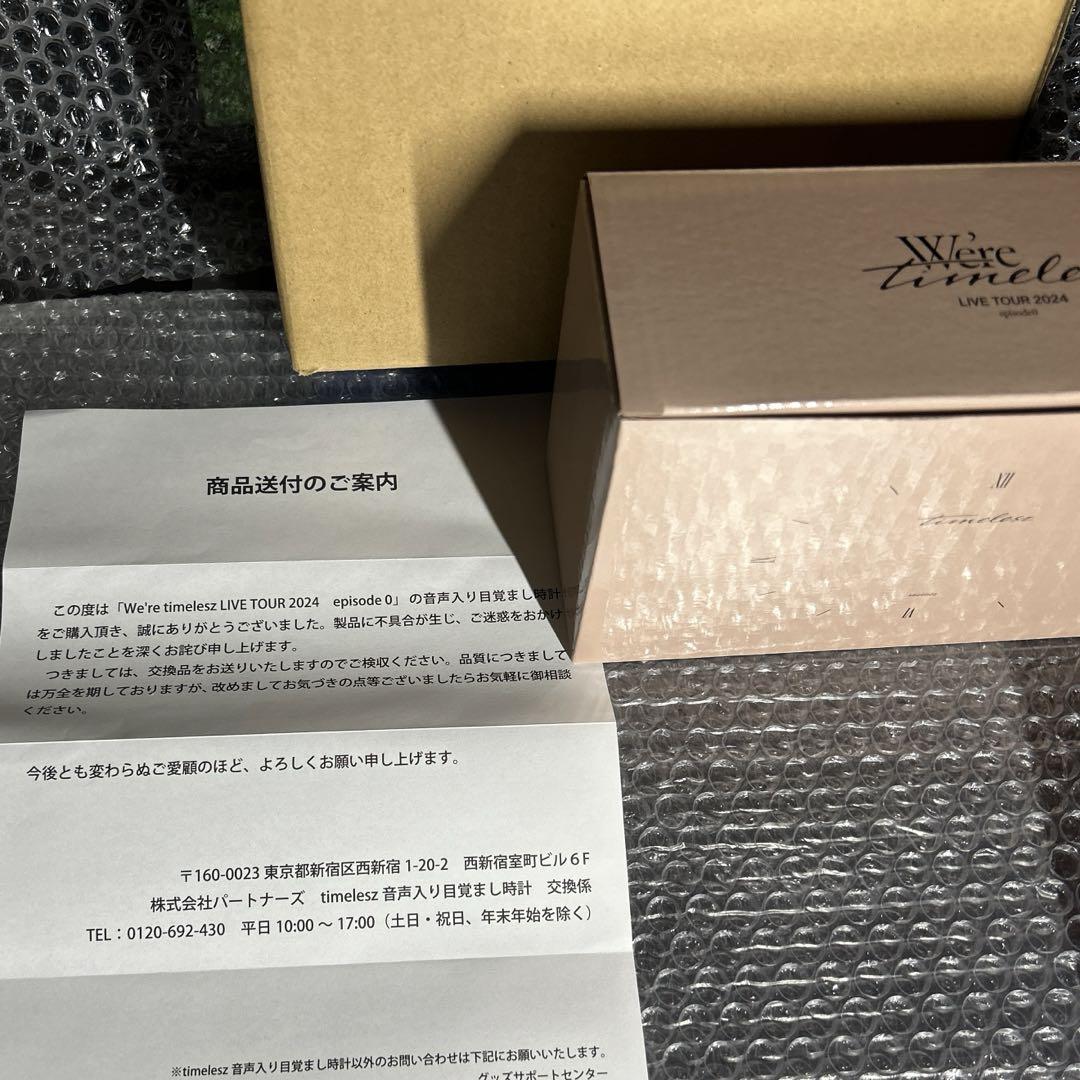 We're
timele
LIVE TOUR 2024
episode0
XII
timelesz
VI
商品送付のご案内
この度は「We're timelesz LIVE TOUR 2024 episode 0」の音声入り目覚まし時計
をご購入頂き、誠にありがとうございました。製品に不具合が生じ、ご迷惑をおかけ
しましたことを深くお詫び申し上げます。
つきましては、交換品をお送りいたしますのでご検収ください。品質につきまして
は万全を期しておりますが、改めましてお気づきの点等ございましたらお気軽に御相談
ください。
今後とも変わらぬご愛顧のほど、よろしくお願い申し上げます。
〒160-0023 東京都新宿区西新宿 1-20-2 西新宿室町ビル６F
株式会社パートナーズ timelesz 音声入り目覚まし時計 交換係
TEL：0120-692-430 平日 10:00 ～ 17:00（土日・祝日、年末年始を除く）
※timelesz 音声入り目覚まし時計以外のお問い合わせは下記にお願いいたします。
グッズサポートセンター